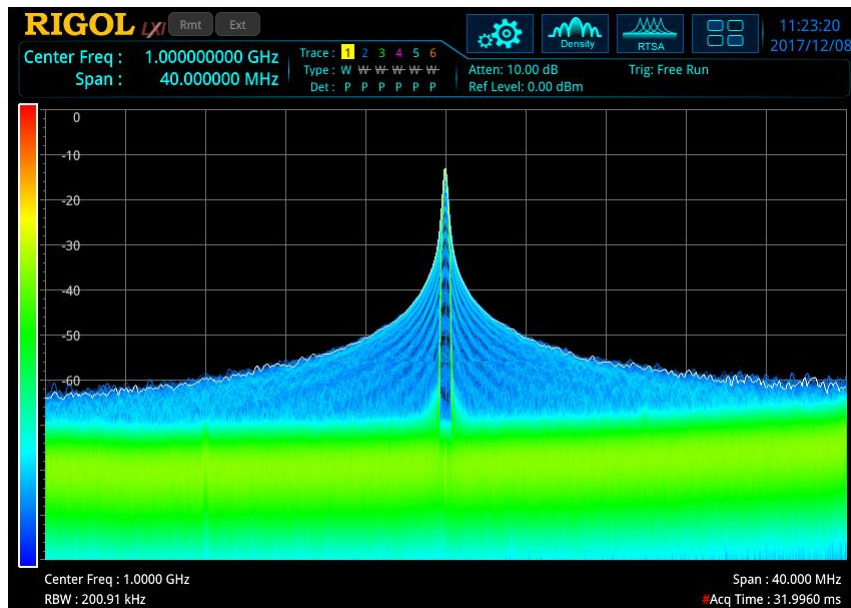 RIGOL LXI Rmt Ext
11:23:20
2017/12/08
Density
RTSA
Center Freq : 1.000000000 GHz
Span : 40.000000 MHz
Trace : 1 2 3 4 5 6
Type : W W W W W W
Det : P P P P P P
Atten: 10.00 dB
Ref Level: 0.00 dBm
Trig: Free Run
0
-10
-20
-30
-40
-50
-60
Center Freq : 1.0000 GHz
Span : 40.000 MHz
RBW : 200.91 kHz
#Acq Time : 31.9960 ms